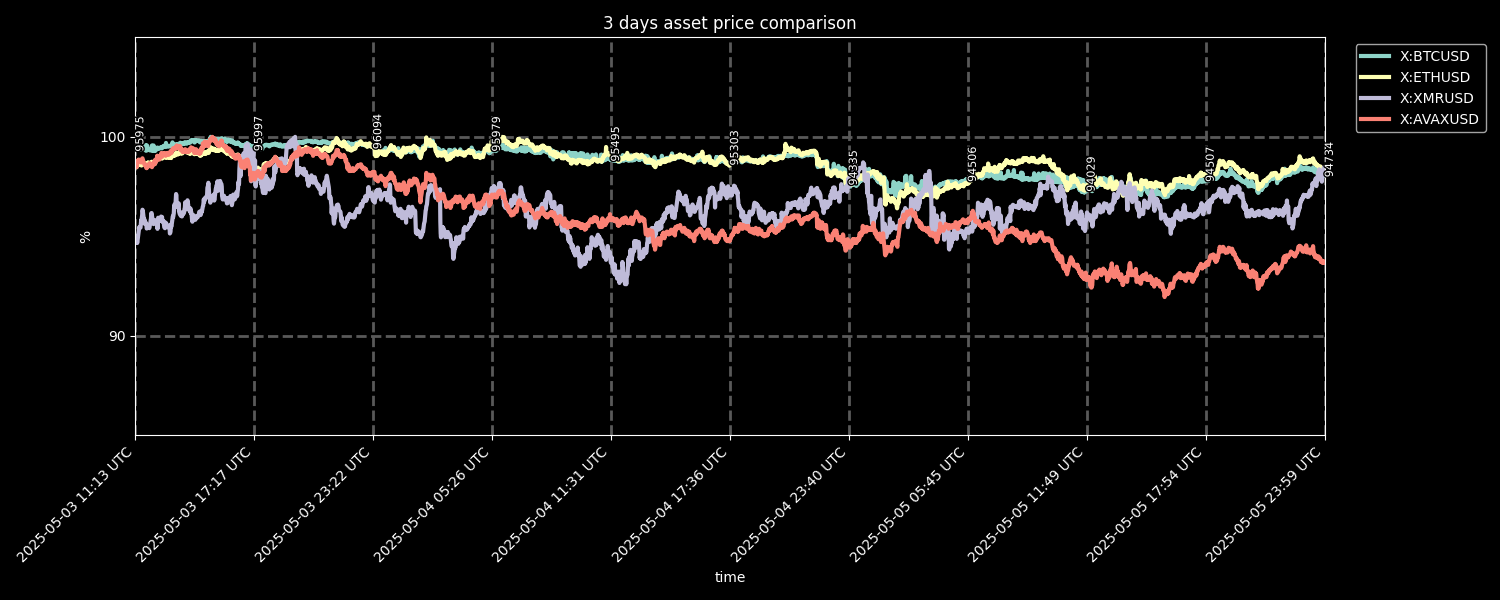 3 days asset price comparison
X:BTCUSD
X:ETHUSD
X:XMRUSD
X:AVAXUSD
100
90
%
95975
95997
96094
95979
95495
95303
94335
94506
94029
94507
94734
2025-05-03 11:13 UTC
2025-05-03 17:17 UTC
2025-05-03 23:22 UTC
2025-05-04 05:26 UTC
2025-05-04 11:31 UTC
2025-05-04 17:36 UTC
2025-05-04 23:40 UTC
2025-05-05 05:45 UTC
2025-05-05 11:49 UTC
2025-05-05 17:54 UTC
2025-05-05 23:59 UTC
time